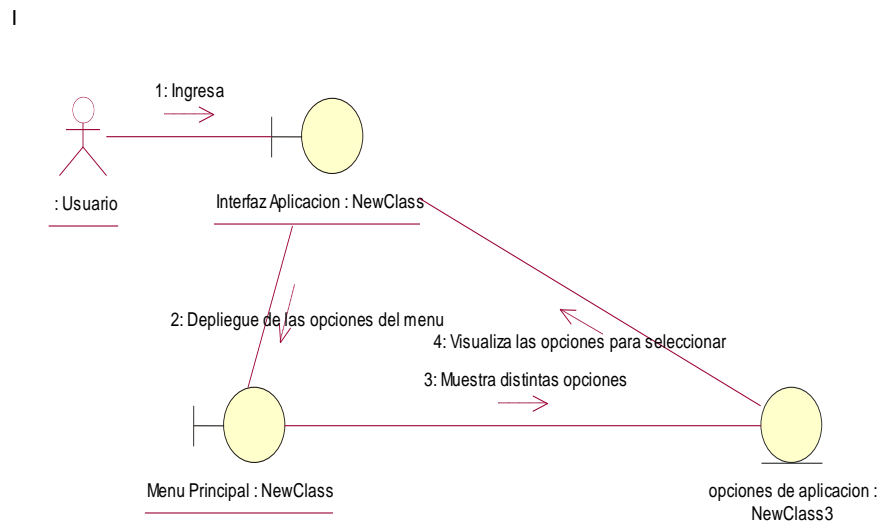 I
1: Ingresa
: Usuario
Interfaz Aplicacion : NewClass
2: Depliegue de las opciones del menu
4: Visualiza las opciones para seleccionar
3: Muestra distintas opciones
Menu Principal : NewClass
opciones de aplicacion :
NewClass3